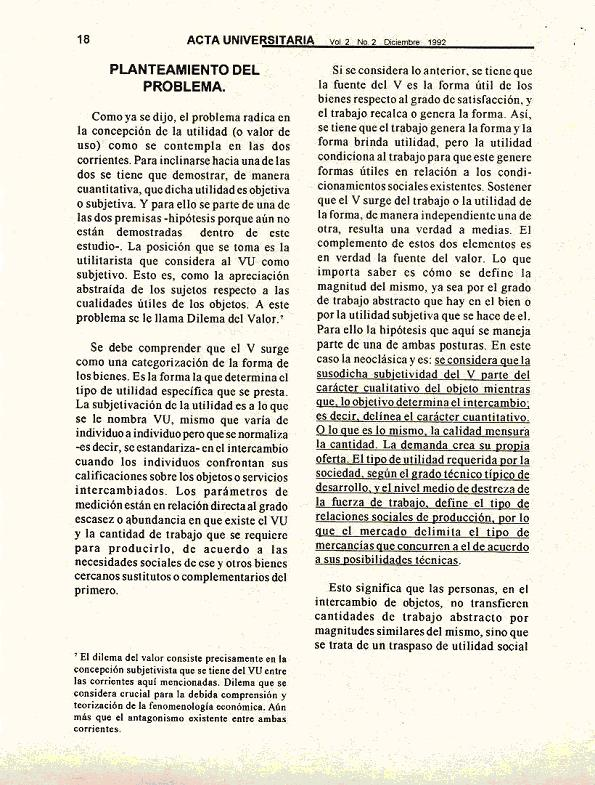 18 ACTA UNIVERSITARIA Vol 2 No. 2 Diciembre 1992
PLANTEAMIENTO DEL
PROBLEMA.
Como ya se dijo, el problema radica en
la concepción de la utilidad (o valor de
uso) como se contempla en las dos
corrientes. Para inclinarse hacia una de las
dos se tiene que demostrar, de manera
cuantitativa, que dicha utilidad es objetiva
o subjetiva. Y para ello se parte de una de
las dos premisas -hipótesis porque aún no
están demostradas dentro de este
estudio-. La posición que se toma es la
utilitarista que considera al VU como
subjetivo. Esto es, como la apreciación
abstraída de los sujetos respecto a las
cualidades útiles de los objetos. A este
problema se le llama Dilema del Valor.⁷
Se debe comprender que el V surge
como una categorización de la forma de
los bienes. Es la forma la que determina el
tipo de utilidad específica que se presta.
La subjetivación de la utilidad es a lo que
se le nombra VU, mismo que varía de
individuo a individuo pero que se normaliza
-es decir, se estandariza- en el intercambio
cuando los individuos confrontan sus
calificaciones sobre los objetos o servicios
intercambiados. Los parámetros de
medición están en relación directa al grado
escasez o abundancia en que existe el VU
y la cantidad de trabajo que se requiere
para producirlo, de acuerdo a las
necesidades sociales de ese y otros bienes
cercanos sustitutos o complementarios del
primero.
⁷ El dilema del valor consiste precisamente en la
concepción subjetivista que se tiene del VU entre
las corrientes aquí mencionadas. Dilema que se
considera crucial para la debida comprensión y
teorización de la fenomenología económica. Aún
más que el antagonismo existente entre ambas
corrientes.
Si se considera lo anterior, se tiene que
la fuente del V es la forma útil de los
bienes respecto al grado de satisfacción, y
el trabajo recalca o genera la forma. Así,
se tiene que el trabajo genera la forma y la
forma brinda utilidad, pero la utilidad
condiciona al trabajo para que este genere
formas útiles en relación a los condi-
cionamientos sociales existentes. Sostener
que el V surge del trabajo o la utilidad de
la forma, de manera independiente una de
otra, resulta una verdad a medias. El
complemento de estos dos elementos es
en verdad la fuente del valor. Lo que
importa saber es cómo se define la
magnitud del mismo, ya sea por el grado
de trabajo abstracto que hay en el bien o
por la utilidad subjetiva que se hace de el.
Para ello la hipótesis que aquí se maneja
parte de una de ambas posturas. En este
caso la neoclásica y es: se considera que la
susodicha subjetividad del V parte del
carácter cualitativo del objeto mientras
que, lo objetivo determina el intercambio;
es decir, delinea el carácter cuantitativo.
O lo que es lo mismo, la calidad mensura
la cantidad. La demanda crea su propia
oferta. El tipo de utilidad requerida por la
sociedad, según el grado técnico típico de
desarrollo, y el nivel medio de destreza de
la fuerza de trabajo, define el tipo de
relaciones sociales de producción, por lo
que el mercado delimita el tipo de
mercancías que concurren a el de acuerdo
a sus posibilidades técnicas.
Esto significa que las personas, en el
intercambio de objetos, no transfieren
cantidades de trabajo abstracto por
magnitudes similares del mismo, sino que
se trata de un traspaso de utilidad social